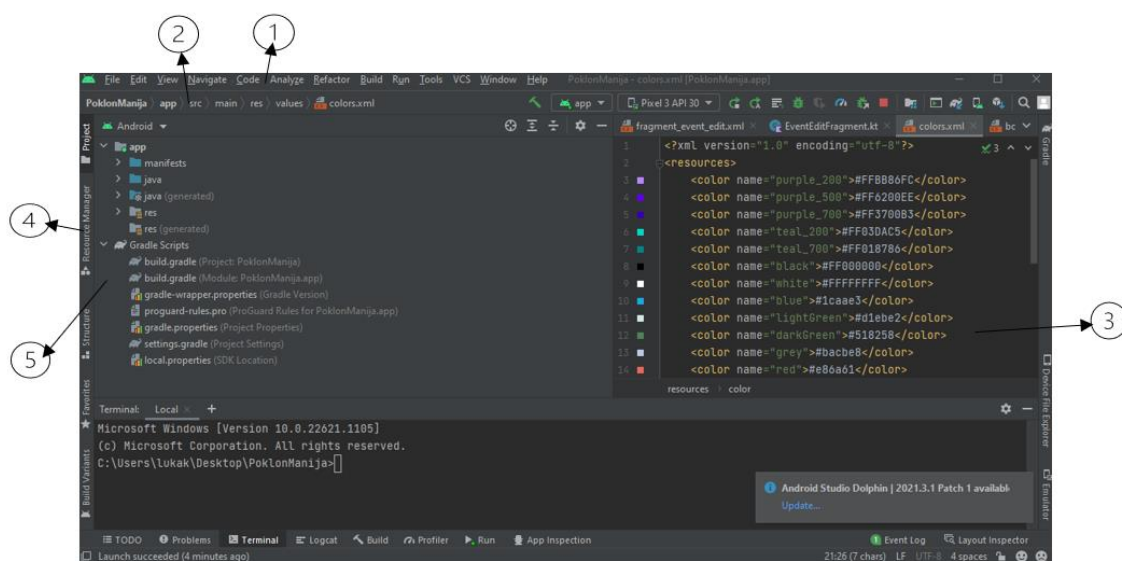 2
1
File Edit View Navigate Code Analyze Refactor Build Run Tools VCS Window Help PoklonManija - colors.xml [PoklonManija.app]
PoklonManija app src main res values colors.xml app Pixel 3 API 30
Project
Android
fragment_event_edit.xml EventEditFragment.kt colors.xml bc
Gradle
app
manifests
java
java (generated)
res
res (generated)
Gradle Scripts
build.gradle (Project: PoklonManija)
build.gradle (Module: PoklonManija.app)
gradle-wrapper.properties (Gradle Version)
proguard-rules.pro (ProGuard Rules for PoklonManija.app)
gradle.properties (Project Properties)
settings.gradle (Project Settings)
local.properties (SDK Location)
4
Resource Manager
5
Structure
Favorites
Build Variants
1 <?xml version="1.0" encoding="utf-8"?> 3
2 <resources>
3 <color name="purple_200">#FFBB86FC</color>
4 <color name="purple_500">#FF6200EE</color>
5 <color name="purple_700">#FF3700B3</color>
6 <color name="teal_200">#FF03DAC5</color>
7 <color name="teal_700">#FF018786</color>
8 <color name="black">#FF000000</color>
9 <color name="white">#FFFFFFFF</color>
10 <color name="blue">#1caae3</color>
11 <color name="lightGreen">#d1ebe2</color>
12 <color name="darkGreen">#518258</color>
13 <color name="grey">#bacbe8</color>
14 <color name="red">#e86a61</color>
resources color
3
Device File Explorer
Emulator
Terminal: Local +
Microsoft Windows [Version 10.0.22621.1105]
(c) Microsoft Corporation. All rights reserved.
C:\Users\lukak\Desktop\PoklonManija>
Android Studio Dolphin | 2021.3.1 Patch 1 availabl
Update...
TODO Problems Terminal Logcat Build Profiler Run App Inspection 1 Event Log Layout Inspector
Launch succeeded (4 minutes ago) 21:26 (7 chars) LF UTF-8 4 spaces